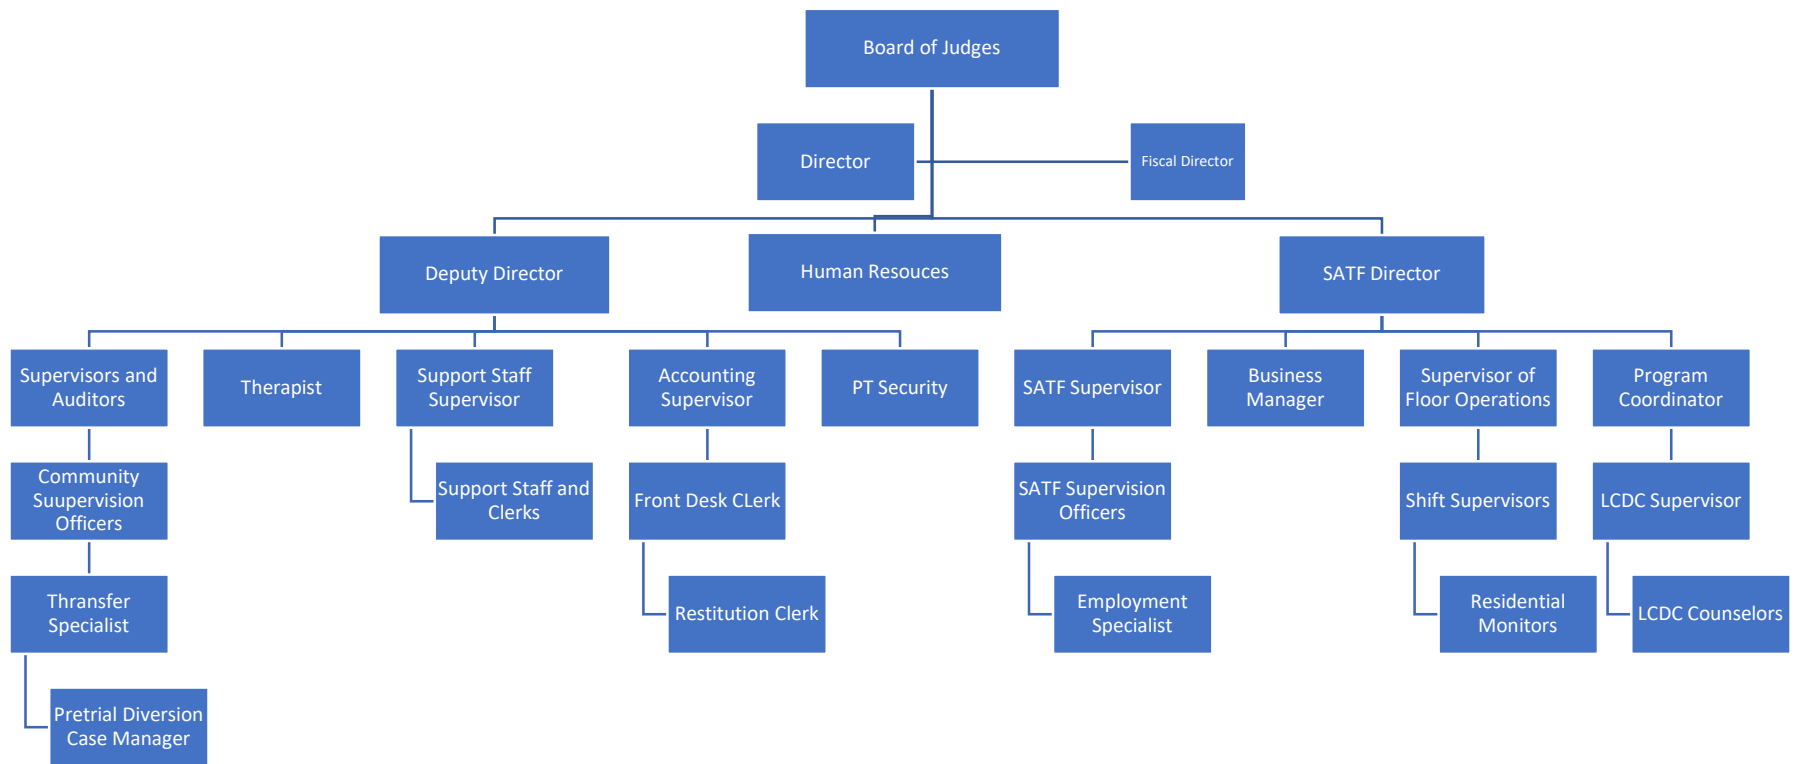 Board of Judges
Director
Fiscal Director
Deputy Director
Human Resouces
SATF Director
Supervisors and
Auditors
Therapist
Support Staff
Supervisor
Accounting
Supervisor
PT Security
SATF Supervisor
Business
Manager
Supervisor of
Floor Operations
Program
Coordinator
Community
Suupervision
Officers
Support Staff and
Clerks
Front Desk CLerk
SATF Supervision
Officers
Shift Supervisors
LCDC Supervisor
Thransfer
Specialist
Restitution Clerk
Employment
Specialist
Residential
Monitors
LCDC Counselors
Pretrial Diversion
Case Manager